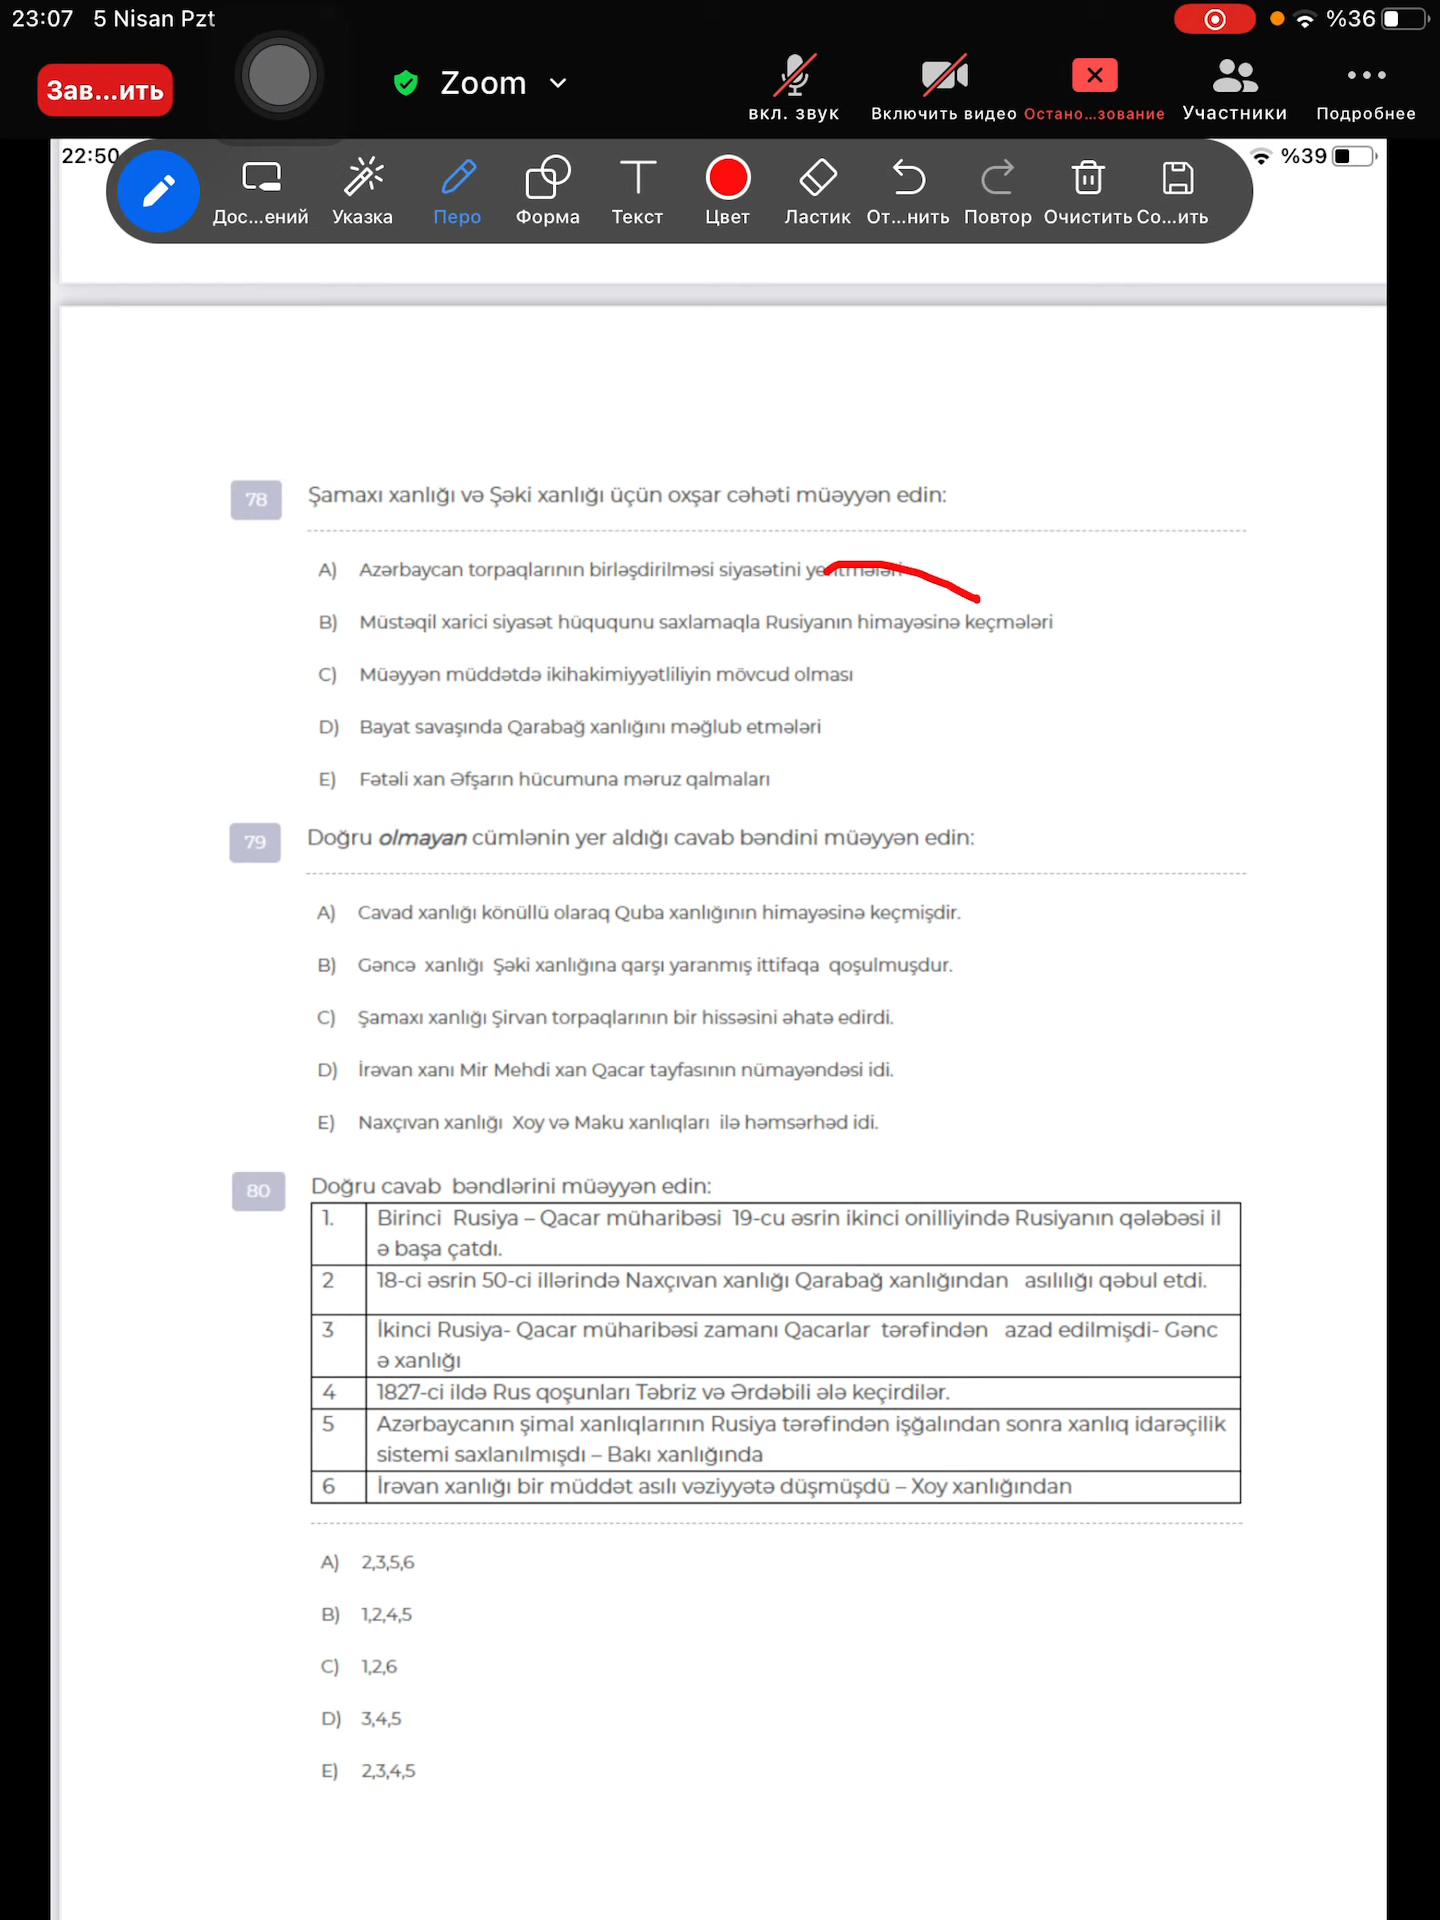 23:07 5 Nisan Pzt
%36
Зав...ить
Zoom
вкл. звук
Включить видео
Остано...зование
Участники
Подробнее
22:50
%39
Дос...ений
Указка
Перо
Форма
Текст
Цвет
Ластик
От...нить
Повтор
Очистить
Со...ить
78 Şamaxı xanlığı və Şəki xanlığı üçün oxşar cəhəti müəyyən edin:
A) Azərbaycan torpaqlarının birləşdirilməsi siyasətini yeritmələri
B) Müstəqil xarici siyasət hüququnu saxlamaqla Rusiyanın himayəsinə keçmələri
C) Müəyyən müddətdə ikihakimiyyətliliyin mövcud olması
D) Bayat savaşında Qarabağ xanlığını məğlub etmələri
E) Fətəli xan Əfşarın hücumuna məruz qalmaları
79 Doğru olmayan cümlənin yer aldığı cavab bəndini müəyyən edin:
A) Cavad xanlığı könüllü olaraq Quba xanlığının himayəsinə keçmişdir.
B) Gəncə xanlığı Şəki xanlığına qarşı yaranmış ittifaqa qoşulmuşdur.
C) Şamaxı xanlığı Şirvan torpaqlarının bir hissəsini əhatə edirdi.
D) İrəvan xanı Mir Mehdi xan Qacar tayfasının nümayəndəsi idi.
E) Naxçıvan xanlığı Xoy və Maku xanlıqları ilə həmsərhəd idi.
80 Doğru cavab bəndlərini müəyyən edin:
1. Birinci Rusiya – Qacar müharibəsi 19-cu əsrin ikinci onilliyində Rusiyanın qələbəsi il
ə başa çatdı.
2 18-ci əsrin 50-ci illərində Naxçıvan xanlığı Qarabağ xanlığından asılılığı qəbul etdi.
3 İkinci Rusiya- Qacar müharibəsi zamanı Qacarlar tərəfindən azad edilmişdi- Gənc
ə xanlığı
4 1827-ci ildə Rus qoşunları Təbriz və Ərdəbili ələ keçirdilər.
5 Azərbaycanın şimal xanlıqlarının Rusiya tərəfindən işğalından sonra xanlıq idarəçilik
sistemi saxlanılmışdı – Bakı xanlığında
6 İrəvan xanlığı bir müddət asılı vəziyyətə düşmüşdü – Xoy xanlığından
A) 2,3,5,6
B) 1,2,4,5
C) 1,2,6
D) 3,4,5
E) 2,3,4,5